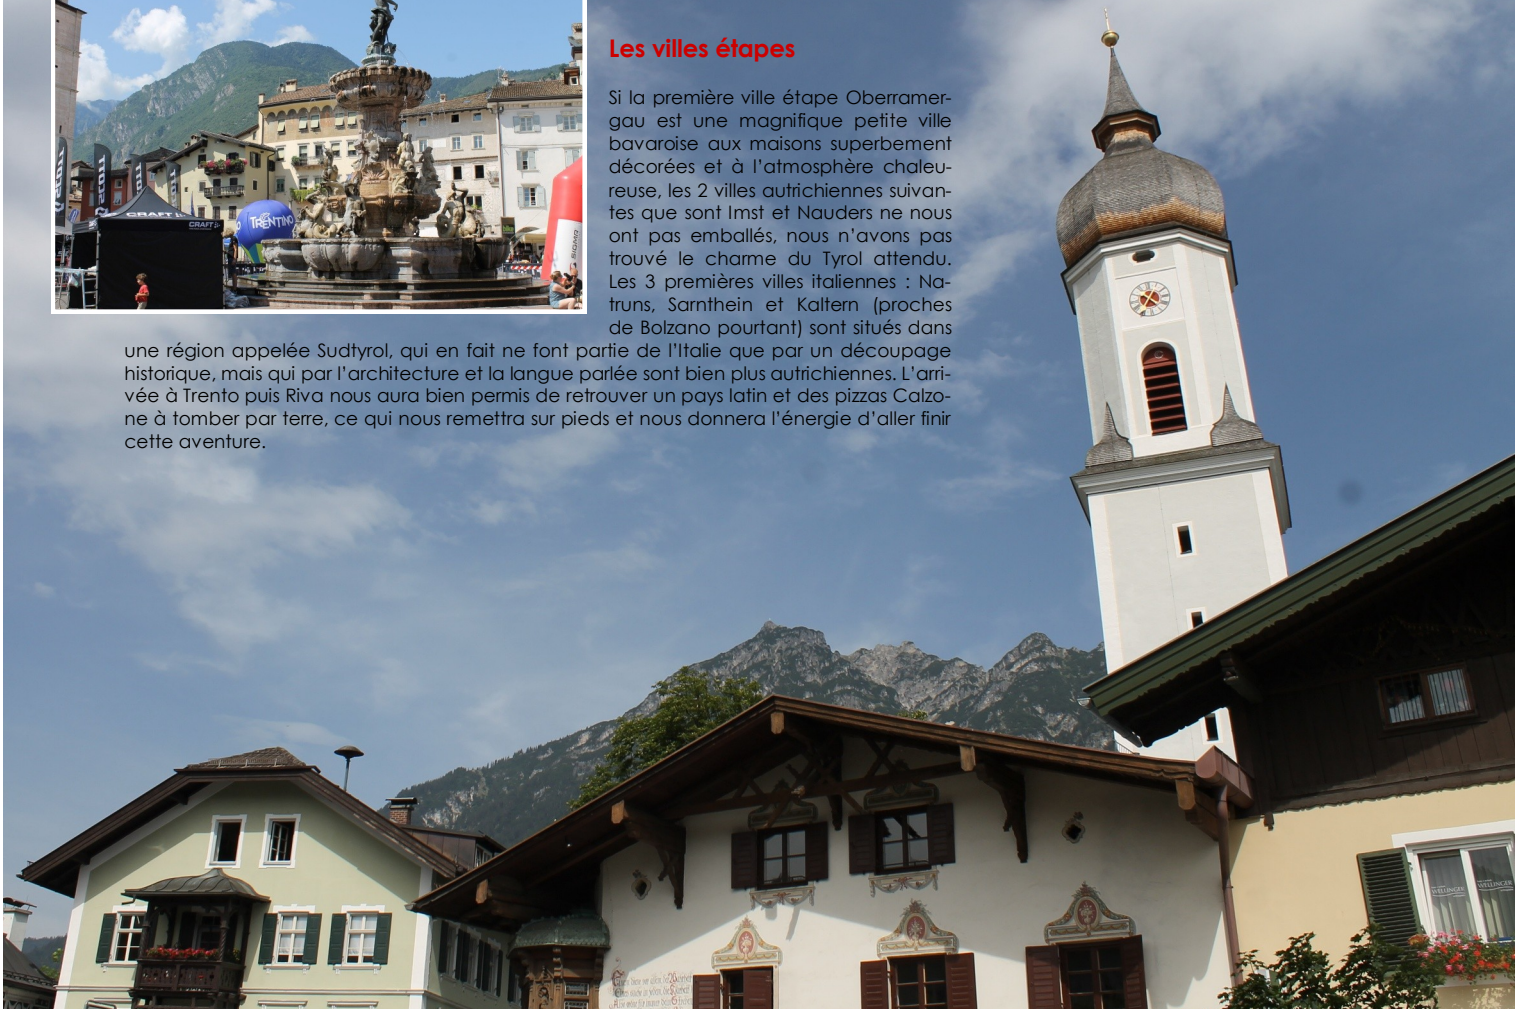 Les villes étapes
Si la première ville étape Oberramer-
gau est une magnifique petite ville
bavaroise aux maisons superbement
décorées et à l'atmosphère chaleu-
reuse, les 2 villes autrichiennes suivan-
tes que sont Imst et Nauders ne nous
ont pas emballés, nous n'avons pas
trouvé le charme du Tyrol attendu.
Les 3 premières villes italiennes : Na-
truns, Sarnthein et Kaltern (proches
de Bolzano pourtant) sont situés dans
une région appelée Sudtyrol, qui en fait ne font partie de l'Italie que par un découpage
historique, mais qui par l'architecture et la langue parlée sont bien plus autrichiennes. L'arri-
vée à Trento puis Riva nous aura bien permis de retrouver un pays latin et des pizzas Calzo-
ne à tomber par terre, ce qui nous remettra sur pieds et nous donnera l'énergie d'aller finir
cette aventure.
CRAFT
CRAFT
TRENTINO
SIGMA
WELLINGER
WELLINGER